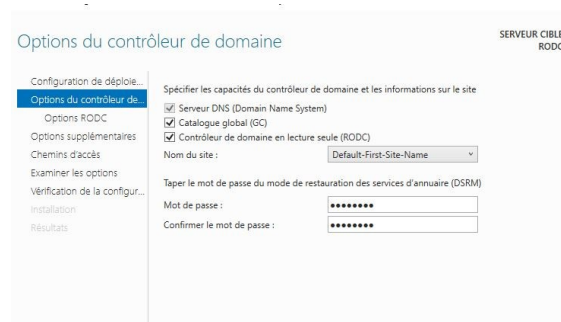 Options du contrôleur de domaine
SERVEUR CIBLE
RODC
Configuration de déploie...
Options du contrôleur de...
Options RODC
Options supplémentaires
Chemins d'accès
Examiner les options
Vérification de la configur...
Installation
Résultats
Spécifier les capacités du contrôleur de domaine et les informations sur le site
Serveur DNS (Domain Name System)
Catalogue global (GC)
Contrôleur de domaine en lecture seule (RODC)
Nom du site : Default-First-Site-Name
Taper le mot de passe du mode de restauration des services d'annuaire (DSRM)
Mot de passe : ••••••••
Confirmer le mot de passe : ••••••••